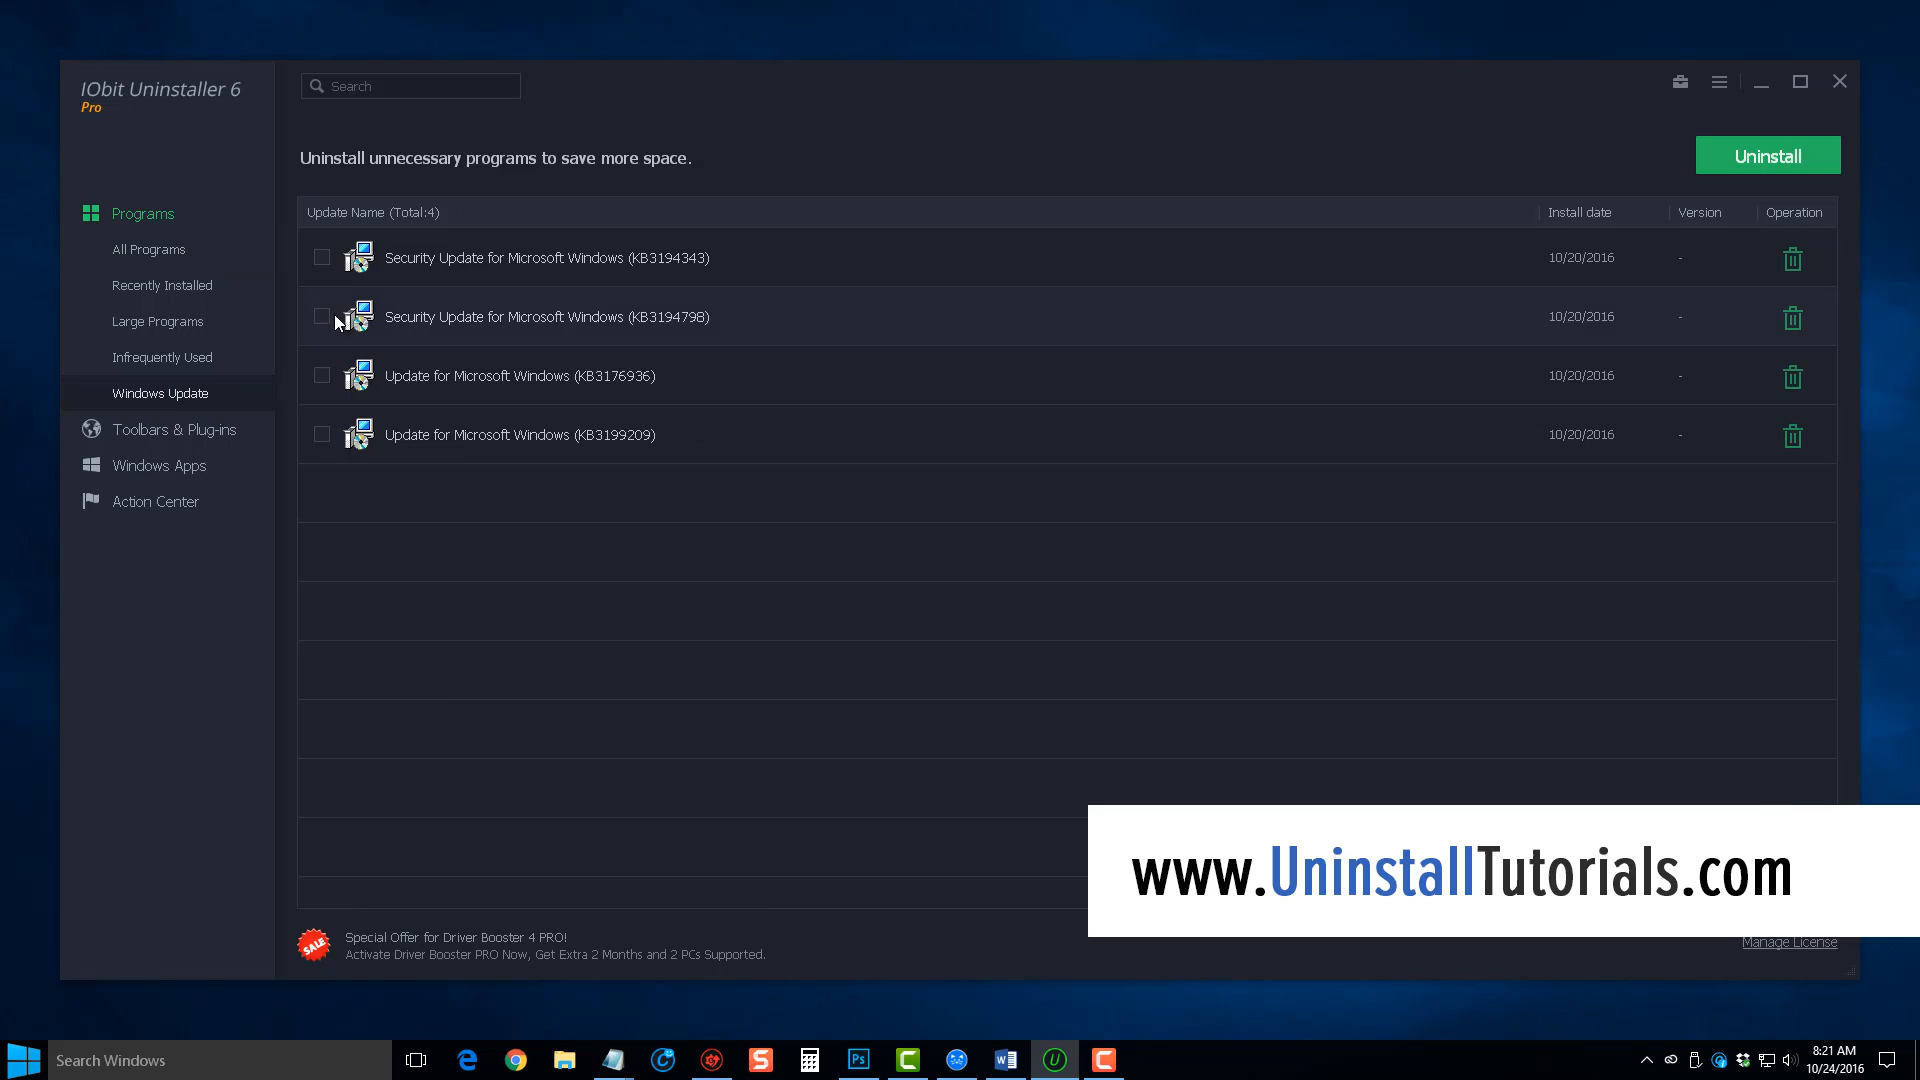 IObit Uninstaller 6
Pro
Search
Uninstall unnecessary programs to save more space.
Uninstall
Update Name (Total:4)
Install date
Version
Operation
Programs
All Programs
Recently Installed
Large Programs
Infrequently Used
Windows Update
Toolbars & Plug-ins
Windows Apps
Action Center
Security Update for Microsoft Windows (KB3194343)
10/20/2016
-
Security Update for Microsoft Windows (KB3194798)
10/20/2016
-
Update for Microsoft Windows (KB3176936)
10/20/2016
-
Update for Microsoft Windows (KB3199209)
10/20/2016
-
www.UninstallTutorials.com
SALE
Special Offer for Driver Booster 4 PRO!
Activate Driver Booster PRO Now, Get Extra 2 Months and 2 PCs Supported.
Manage License
Search Windows
Ps
8:21 AM
10/24/2016